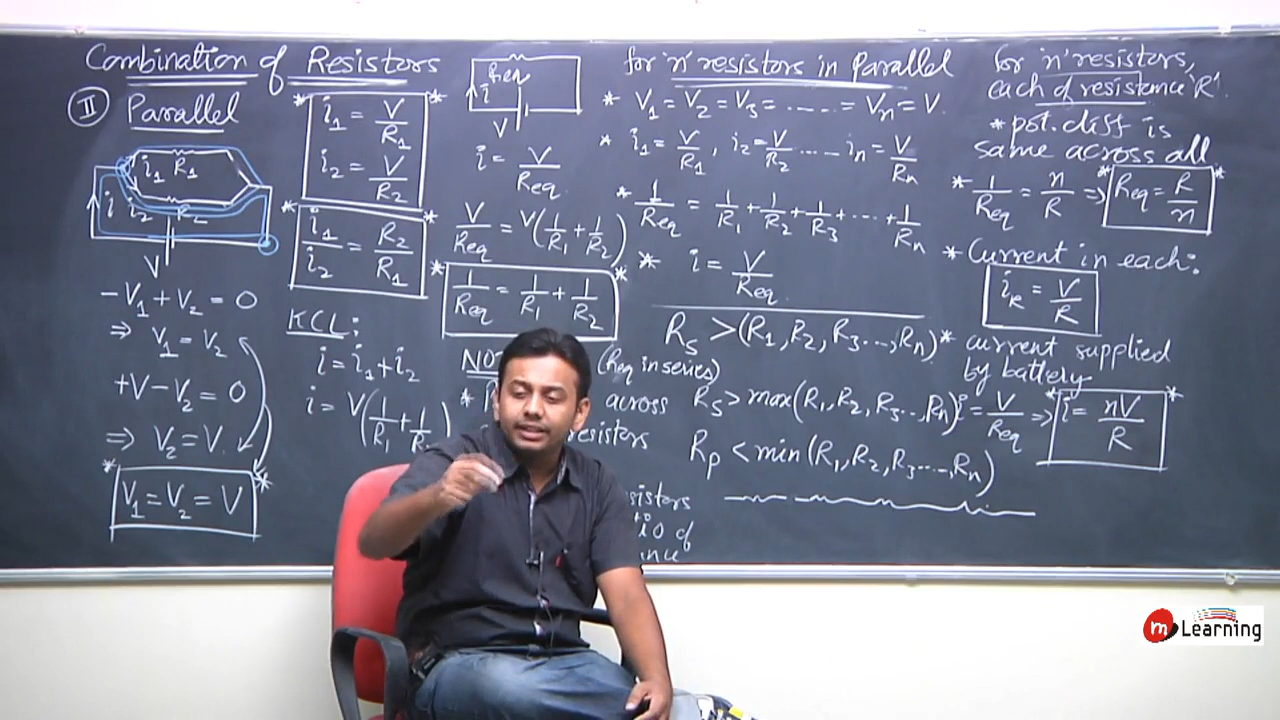 Combination of Resistors
II Parallel
i₁ R₁
i i₂ R₂
V
-V₁ + V₂ = 0
⇒ V₁ = V₂
+V - V₂ = 0
⇒ V₂ = V.
* V₁ = V₂ = V *
* i₁ = V/R₁ *
i₂ = V/R₂
* i₁/i₂ = R₂/R₁ *
KCL:
i = i₁ + i₂
i = V(1/R₁ + 1/R₂
Req
i
V
i = V/Req
V/Req = V(1/R₁ + 1/R₂)
* 1/Req = 1/R₁ + 1/R₂ *
* across
resistors
for 'n' resistors in Parallel
* V₁ = V₂ = V₃ = ...... = Vn = V.
* i₁ = V/R₁, i₂ = V/R₂ ..... in = V/Rn
* 1/Req = 1/R₁ + 1/R₂ + 1/R₃ + ... + 1/Rn
* i = V/Req.
Rs > (R₁, R₂, R₃..., Rn)
(Req in series)
Rs > max(R₁, R₂, R₃..., Rn)
Rp < min(R₁, R₂, R₃...., Rn)
for 'n' resistors,
each of resistance 'R'.
* pot. diff is
same across all.
* 1/Req = n/R ⇒ * Req = R/n *
* Current in each:
iR = V/R
* current supplied
by battery
i = V/Req ⇒ * i = nV/R *
m Learning